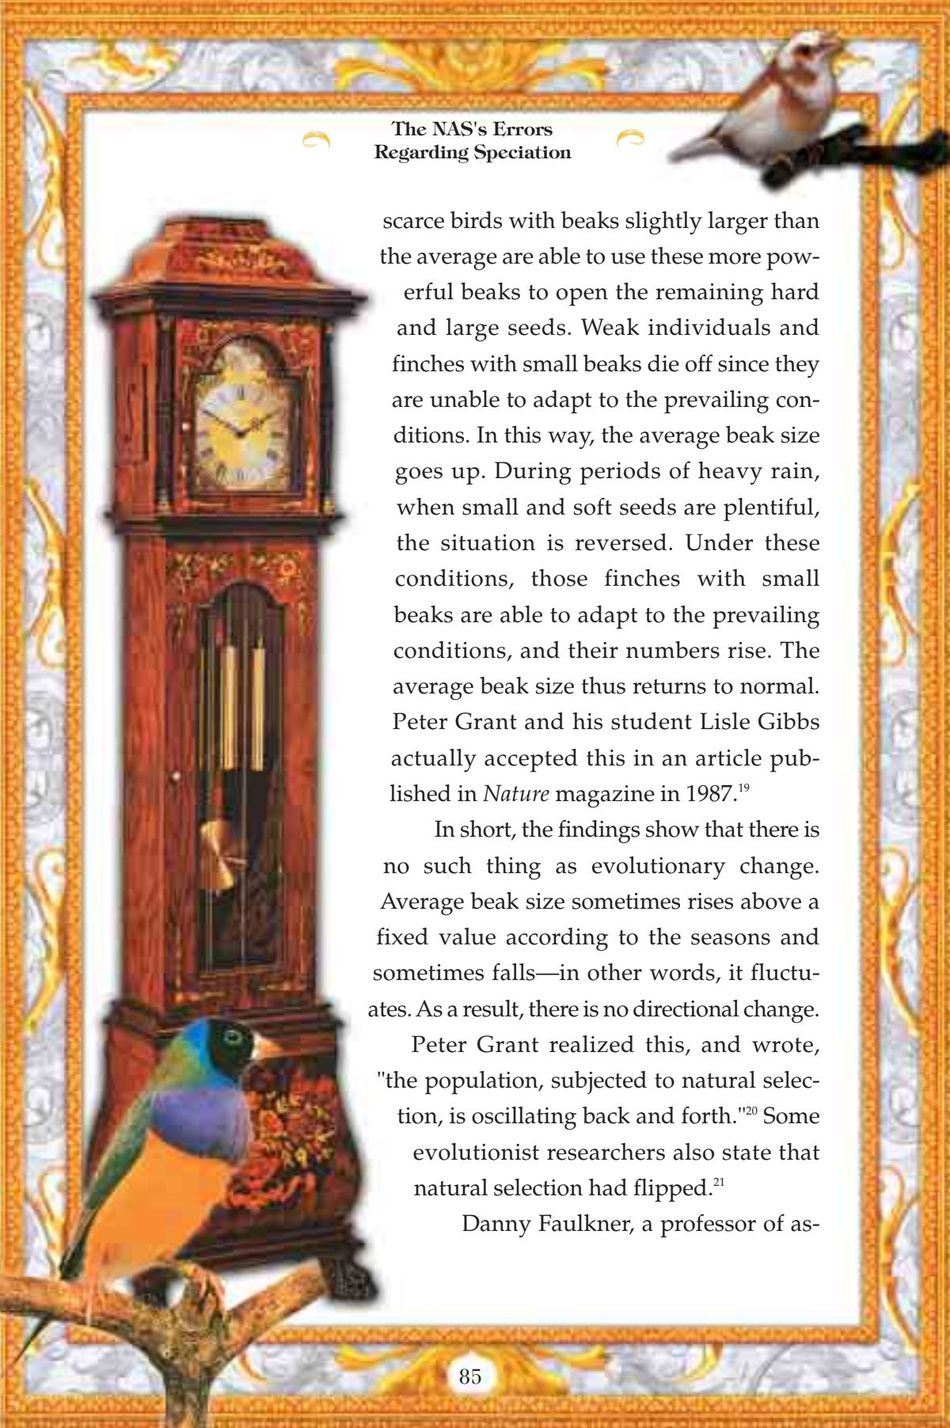 The NAS's Errors
Regarding Speciation
scarce birds with beaks slightly larger than
the average are able to use these more pow-
erful beaks to open the remaining hard
and large seeds. Weak individuals and
finches with small beaks die off since they
are unable to adapt to the prevailing con-
ditions. In this way, the average beak size
goes up. During periods of heavy rain,
when small and soft seeds are plentiful,
the situation is reversed. Under these
conditions, those finches with small
beaks are able to adapt to the prevailing
conditions, and their numbers rise. The
average beak size thus returns to normal.
Peter Grant and his student Lisle Gibbs
actually accepted this in an article pub-
lished in Nature magazine in 1987.19
In short, the findings show that there is
no such thing as evolutionary change.
Average beak size sometimes rises above a
fixed value according to the seasons and
sometimes falls—in other words, it fluctu-
ates. As a result, there is no directional change.
Peter Grant realized this, and wrote,
"the population, subjected to natural selec-
tion, is oscillating back and forth."20 Some
evolutionist researchers also state that
natural selection had flipped.21
Danny Faulkner, a professor of as-
85